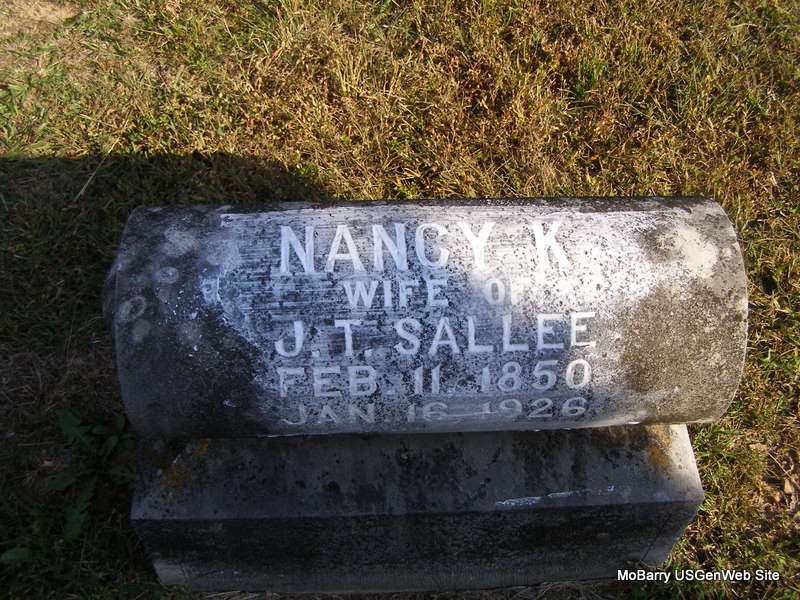 NANCY K.
WIFE OF
J. T. SALLEE
FEB. 11. 1850
JAN 16 1926
MoBarry USGenWeb Site